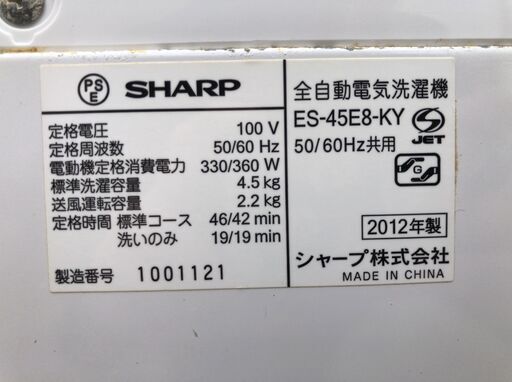 PS
E
SHARP
定格電圧 100 V
定格周波数 50/60 Hz
電動機定格消費電力 330/360 W
標準洗濯容量 4.5 kg
送風運転容量 2.2 kg
定格時間 標準コース 46/42 min
洗いのみ 19/19 min
製造番号 1001121
全自動電気洗濯機
ES-45E8-KY
S
JET
50/60Hz共用
G
2012年製
シャープ株式会社
MADE IN CHINA